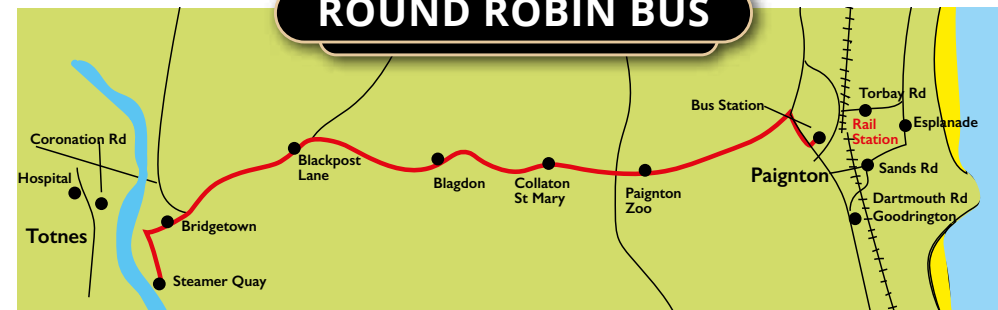 ROUND ROBIN BUS
Coronation Rd
Hospital
Totnes
Bridgetown
Steamer Quay
Blackpost
Lane
Blagdon
Collaton
St Mary
Paignton
Zoo
Bus Station
Paignton
Torbay Rd
Rail
Station
Esplanade
Sands Rd
Dartmouth Rd
Goodrington